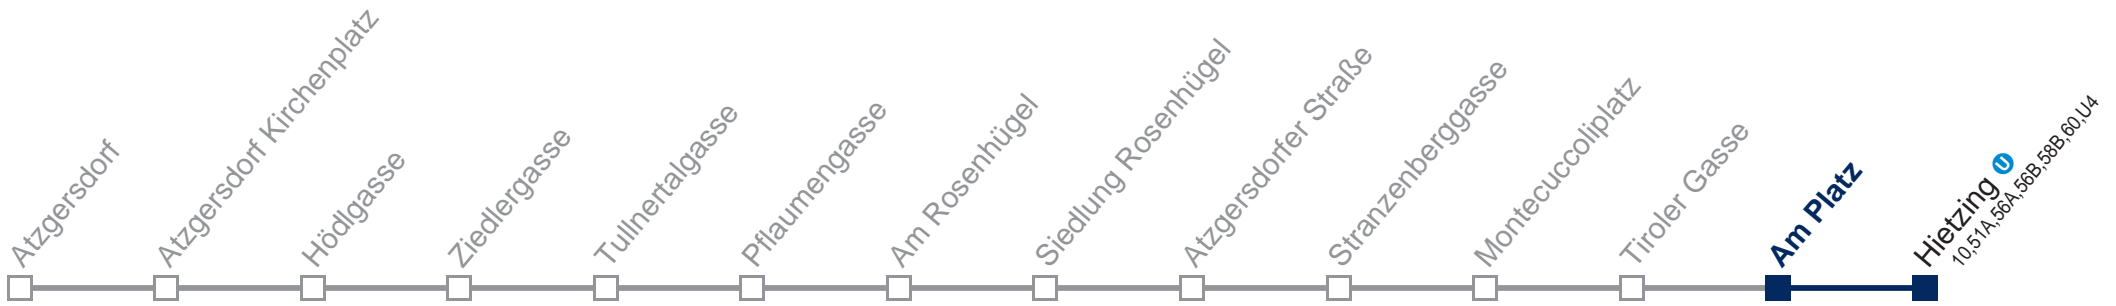 Atzgersdorf
Atzgersdorf Kirchenplatz
Hödlgasse
Ziedlergasse
Tullnertalgasse
Pflaumengasse
Am Rosenhügel
Siedlung Rosenhügel
Atzgersdorfer Straße
Stranzenberggasse
Montecuccoliplatz
Tiroler Gasse
Am Platz
Hietzing U
10,51A,56A,56B,58B,60,U4